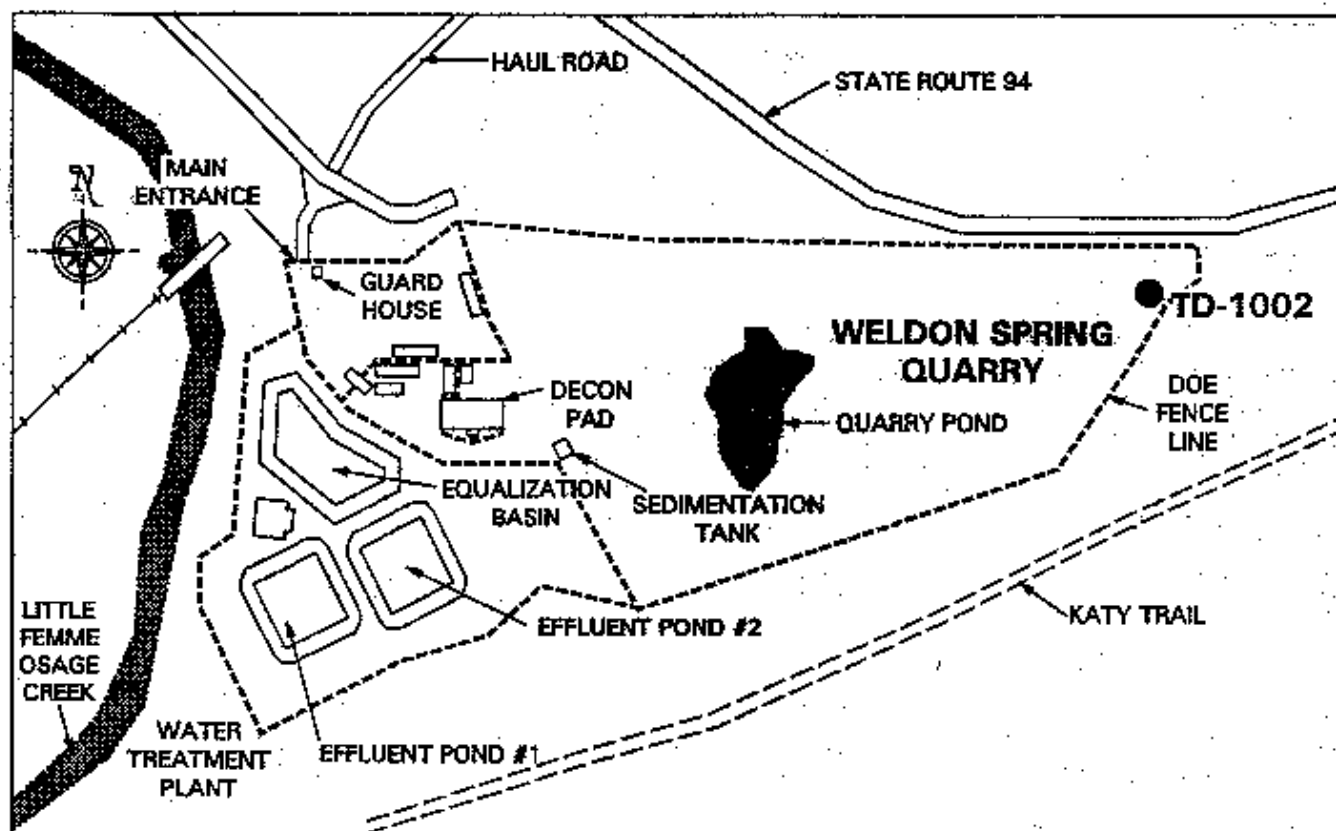 HAUL ROAD
STATE ROUTE 94
MAIN
ENTRANCE
N
GUARD
HOUSE
TD-1002
WELDON SPRING
QUARRY
DECON
PAD
DOE
FENCE
LINE
QUARRY POND
EQUALIZATION
BASIN
SEDIMENTATION
TANK
LITTLE
FEMME
OSAGE
CREEK
EFFLUENT POND #2
KATY TRAIL
WATER
TREATMENT
PLANT
EFFLUENT POND #1